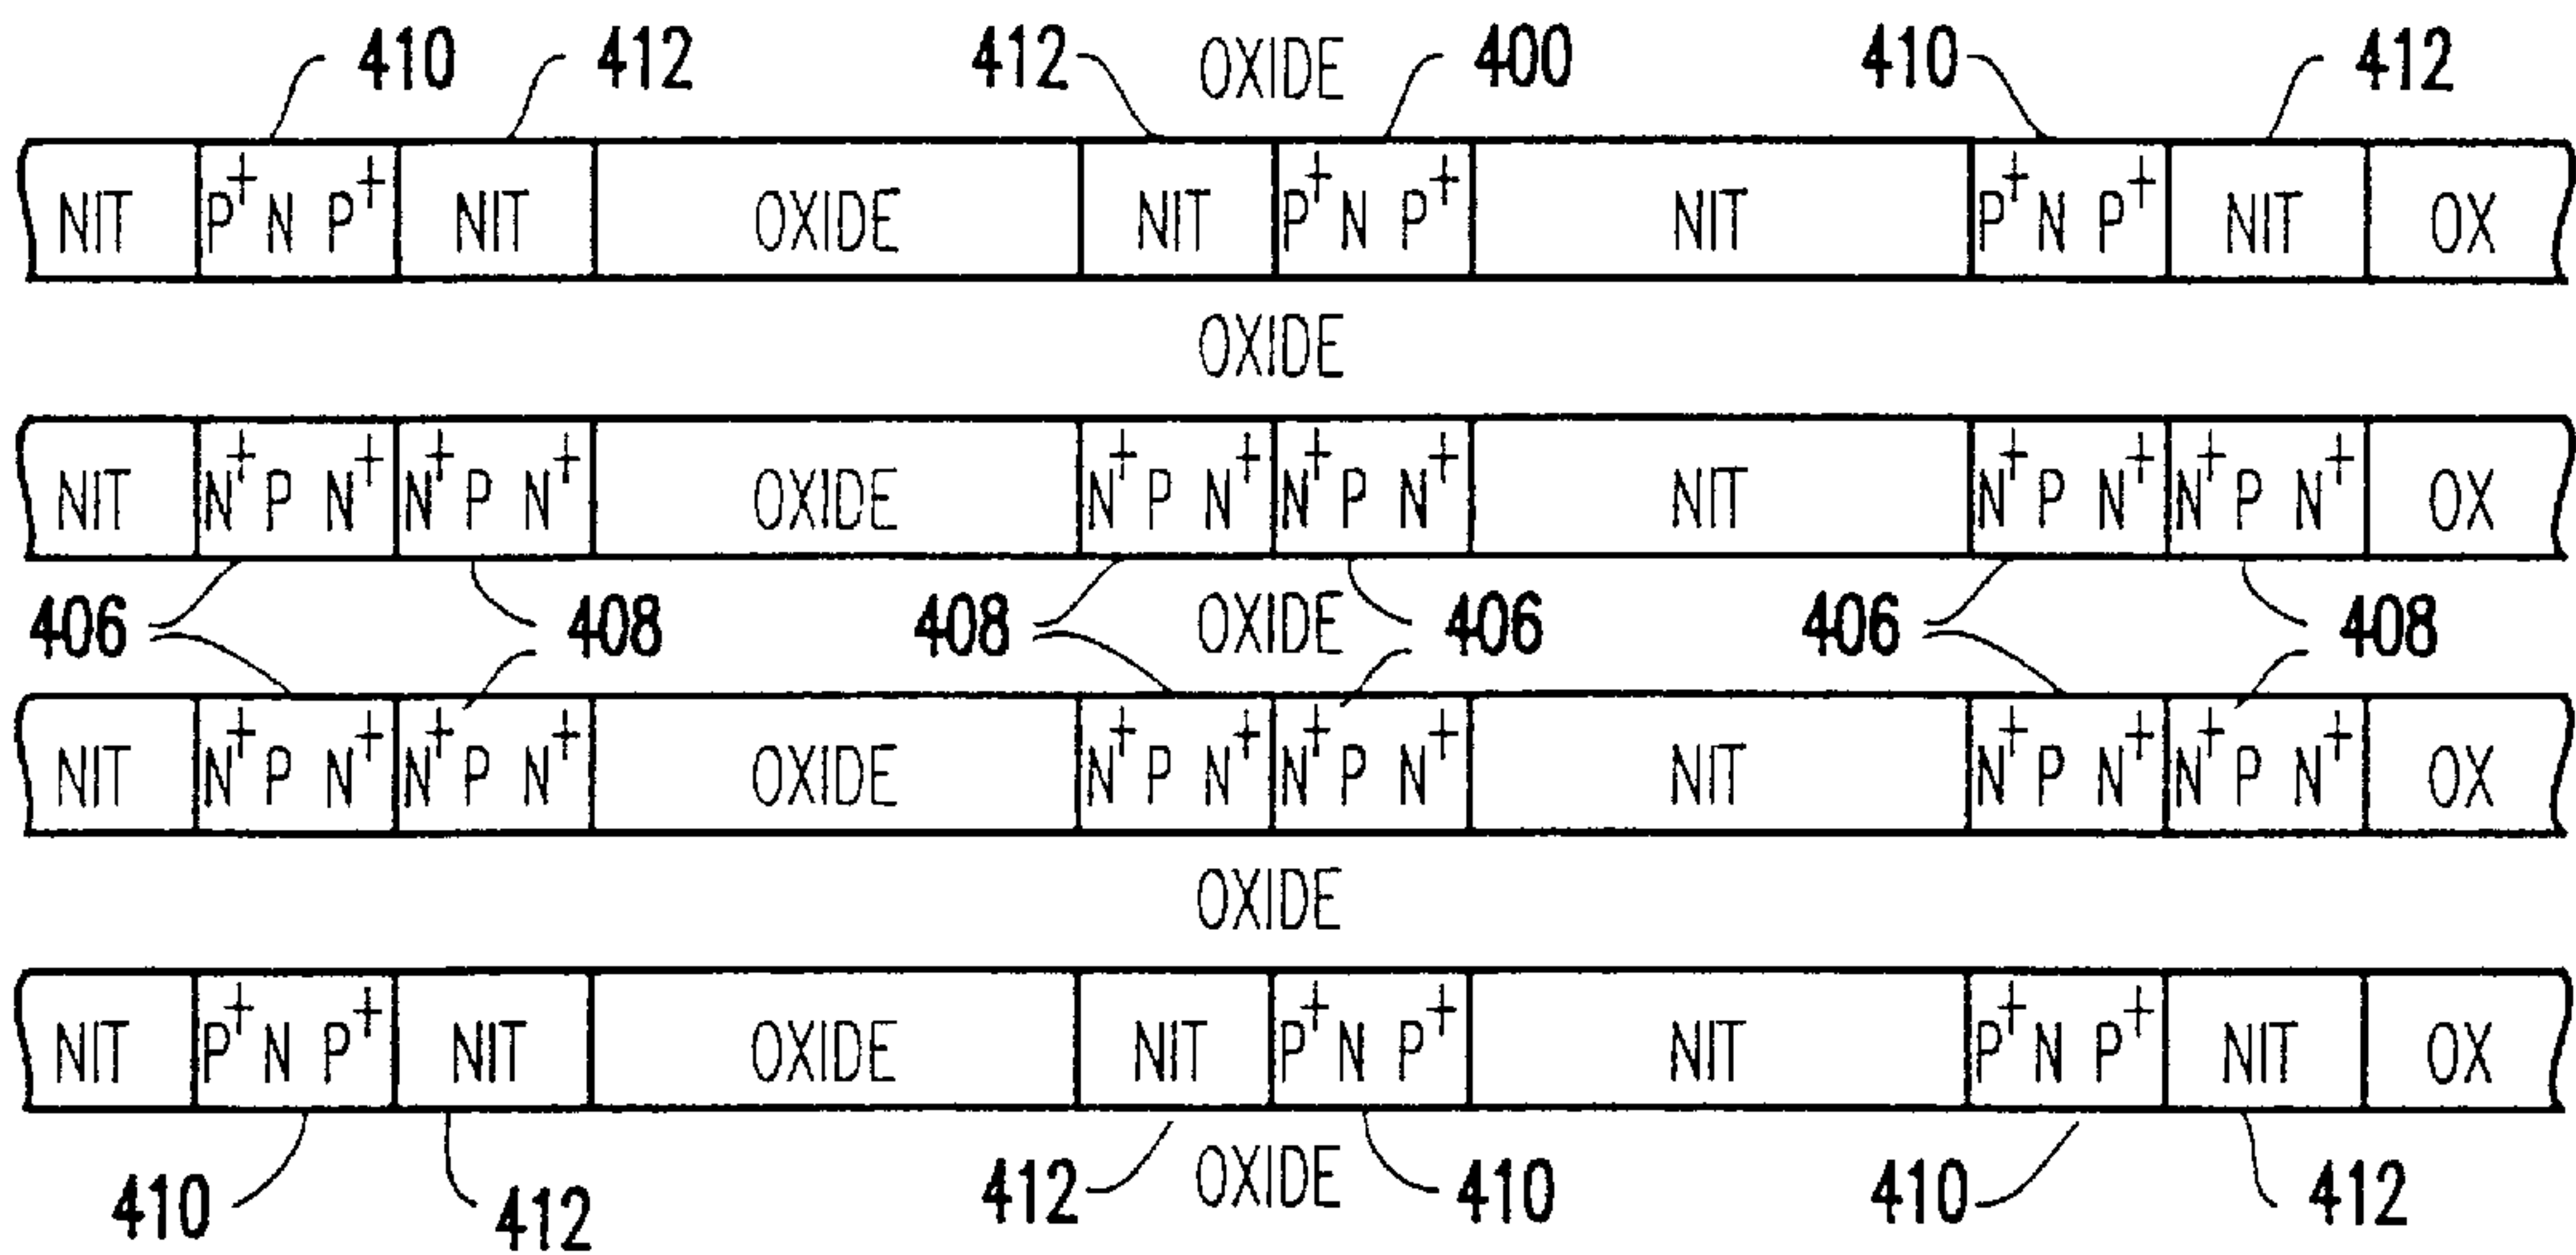 410 412 412 OXIDE 400 410 412
NIT P+ N P+ NIT OXIDE NIT P+ N P+ NIT P+ N P+ NIT OX
OXIDE
NIT N+ P N+ N+ P N+ OXIDE N+ P N+ N+ P N+ NIT N+ P N+ N+ P N+ OX
406 408 408 OXIDE 406 406 408
NIT N+ P N+ N+ P N+ OXIDE N+ P N+ N+ P N+ NIT N+ P N+ N+ P N+ OX
OXIDE
NIT P+ N P+ NIT OXIDE NIT P+ N P+ NIT P+ N P+ NIT OX
410 412 412 OXIDE 410 410 412